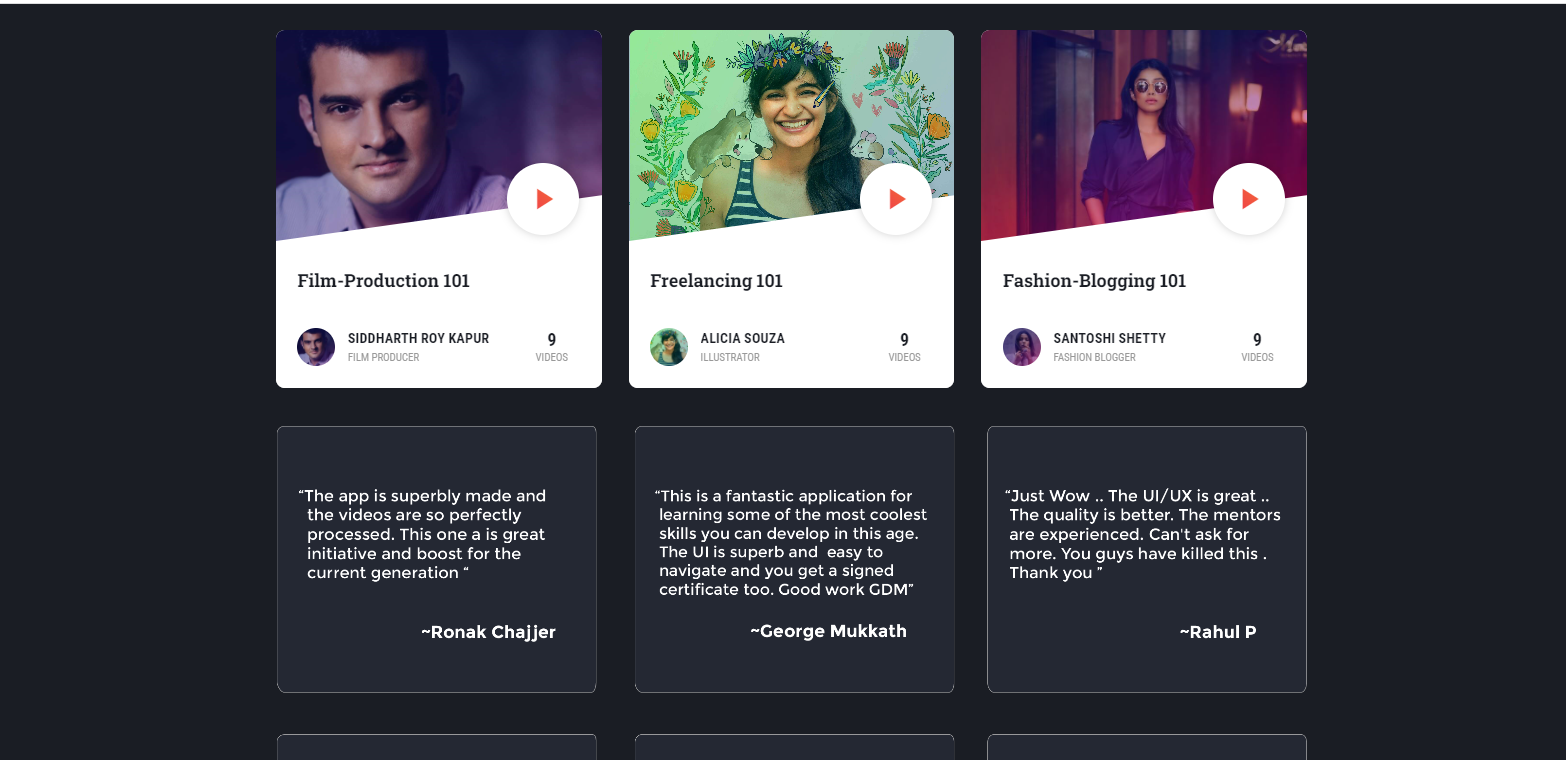 Film-Production 101
SIDDHARTH ROY KAPUR
FILM PRODUCER
9
VIDEOS
Freelancing 101
ALICIA SOUZA
ILLUSTRATOR
9
VIDEOS
Fashion-Blogging 101
SANTOSHI SHETTY
FASHION BLOGGER
9
VIDEOS
“The app is superbly made and
the videos are so perfectly
processed. This one a is great
initiative and boost for the
current generation “
~Ronak Chajjer
“This is a fantastic application for
learning some of the most coolest
skills you can develop in this age.
The UI is superb and  easy to
navigate and you get a signed
certificate too. Good work GDM”
~George Mukkath
“Just Wow .. The UI/UX is great ..
The quality is better. The mentors
are experienced. Can't ask for
more. You guys have killed this .
Thank you ”
~Rahul P